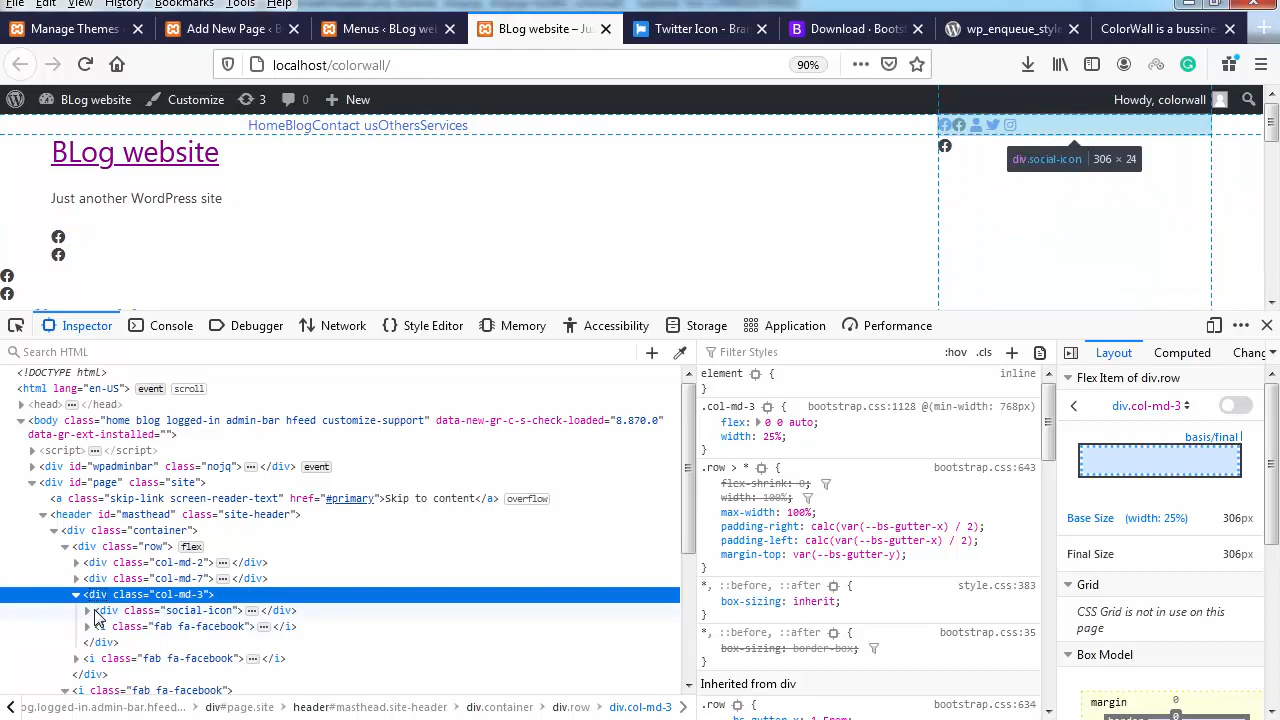 File Edit View History Bookmarks Tools Help
Manage Themes ‹ Add New Page ‹ B Menus ‹ BLog we BLog website – Ju Twitter Icon - Bra Download · Boots wp_enqueue_style ColorWall is a bussine
localhost/colorwall/ 90%
BLog website Customize 3 0 New Howdy, colorwall
HomeBlogContact usOthersServices
BLog website
div.social-icon 306 × 24
Just another WordPress site
Inspector Console Debugger Network Style Editor Memory Accessibility Storage Application Performance
Search HTML Filter Styles :hov .cls Layout Computed Chang
<!DOCTYPE html>
<html lang="en-US"> event scroll
<head> ••• </head>
<body class="home blog logged-in admin-bar hfeed customize-support" data-new-gr-c-s-check-loaded="8.870.0"
data-gr-ext-installed="">
<script> ••• </script>
<div id="wpadminbar" class="nojq"> ••• </div> event
<div id="page" class="site">
<a class="skip-link screen-reader-text" href="#primary">Skip to content</a> overflow
<header id="masthead" class="site-header">
<div class="container">
<div class="row"> flex
<div class="col-md-2"> ••• </div>
<div class="col-md-7"> ••• </div>
<div class="col-md-3">
<div class="social-icon"> ••• </div>
class="fab fa-facebook"> ••• </i>
</div>
<i class="fab fa-facebook"> ••• </i>
</div>
<i class="fab fa-facebook">
element { inline
}
.col-md-3 { bootstrap.css:1128 @(min-width: 768px)
flex: 0 0 auto;
width: 25%;
}
.row > * { bootstrap.css:643
flex-shrink: 0;
width: 100%;
max-width: 100%;
padding-right: calc(var(--bs-gutter-x) / 2);
padding-left: calc(var(--bs-gutter-x) / 2);
margin-top: var(--bs-gutter-y);
}
*, ::before, ::after { style.css:383
box-sizing: inherit;
}
*, ::before, ::after { bootstrap.css:35
box-sizing: border-box;
}
Inherited from div
.row { bootstrap.css:634
Flex Item of div.row
div.col-md-3
basis/final
Base Size (width: 25%) 306px
Final Size 306px
Grid
CSS Grid is not in use on this
page
Box Model
margin 0
0
og.logged-in.admin-bar.hfeed... div#page.site header#masthead.site-header div.container div.row div.col-md-3